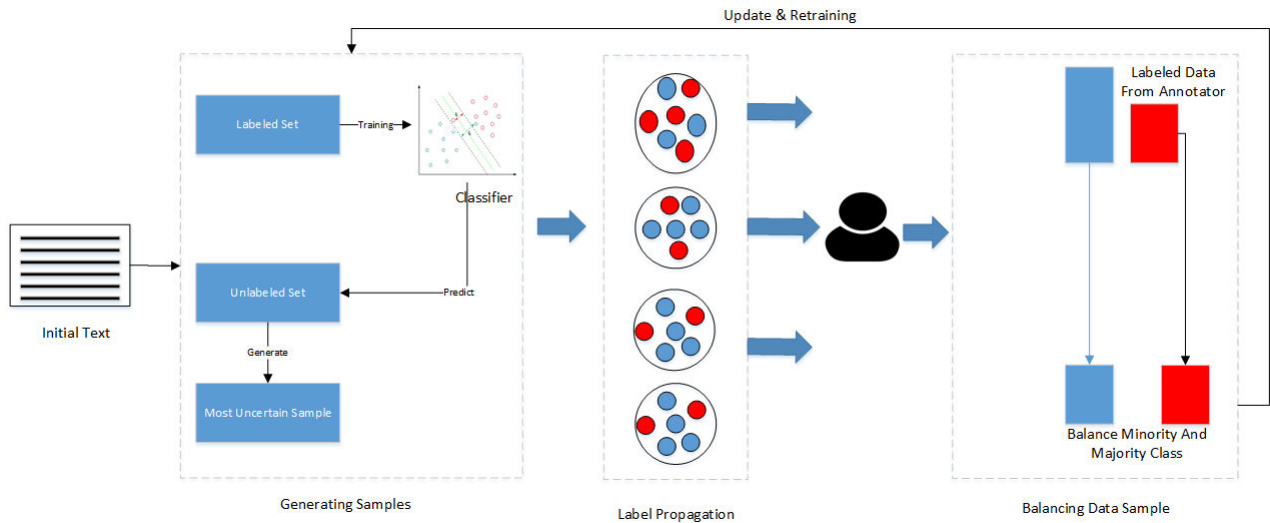 Update & Retraining
Labeled Set
Training
Classifier
Labeled Data
From Annotator
Initial Text
Unlabeled Set
Predict
Generate
Most Uncertain Sample
Balance Minority And
Majority Class
Generating Samples
Label Propagation
Balancing Data Sample